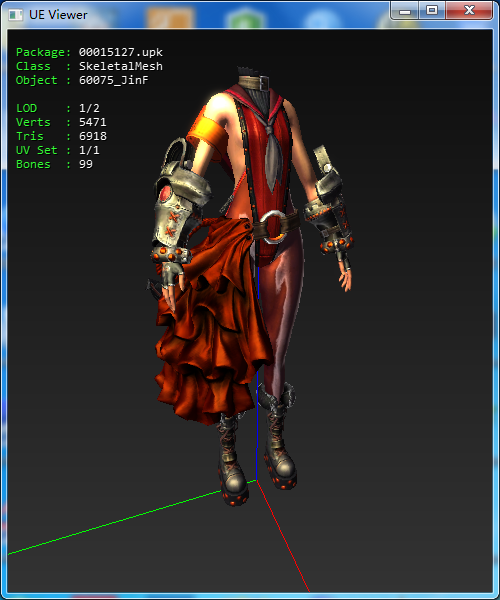 UE Viewer
Package: 00015127.upk
Class : SkeletalMesh
Object : 60075_JinF
LOD : 1/2
Verts : 5471
Tris : 6918
UV Set : 1/1
Bones : 99